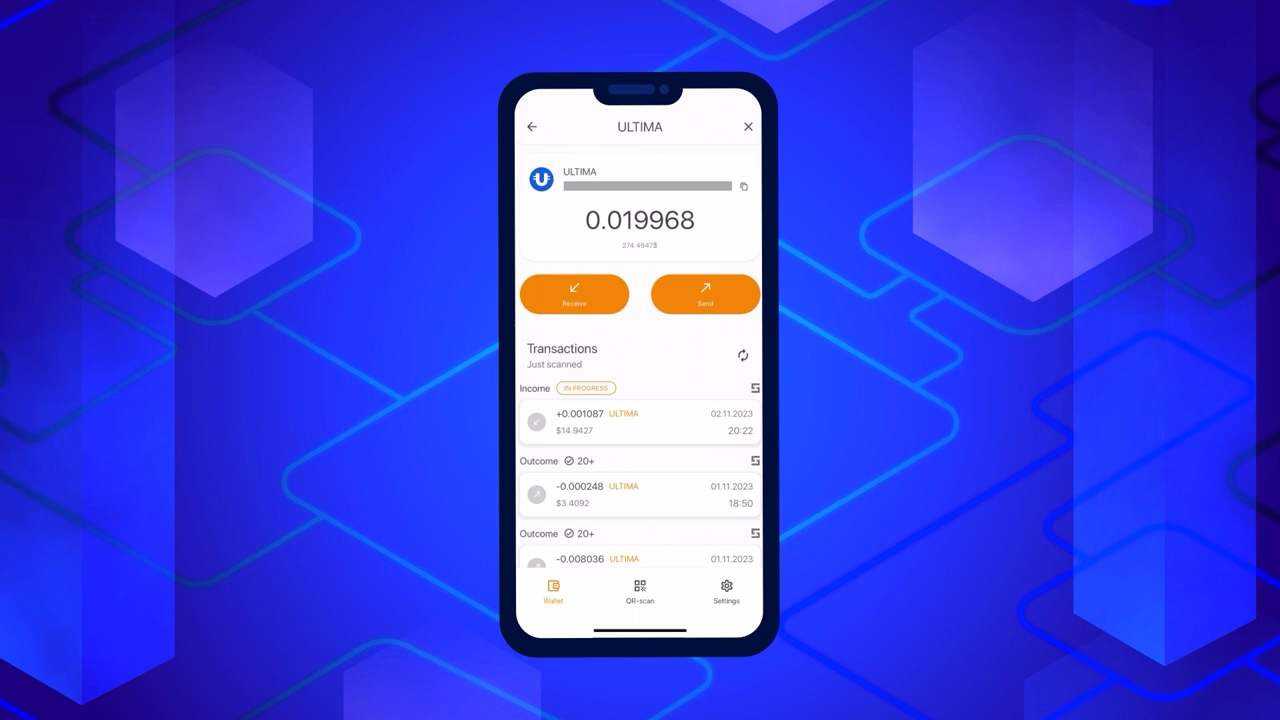 ULTIMA
ULTIMA
0.019968
274.4947$
Receive
Send
Transactions
Just scanned
Income IN PROGRESS
+0.001087 ULTIMA 02.11.2023
$14.9427 20:22
Outcome 20+
-0.000248 ULTIMA 01.11.2023
$3.4092 18:50
Outcome 20+
-0.008036 ULTIMA 01.11.2023
Wallet QR-scan Settings